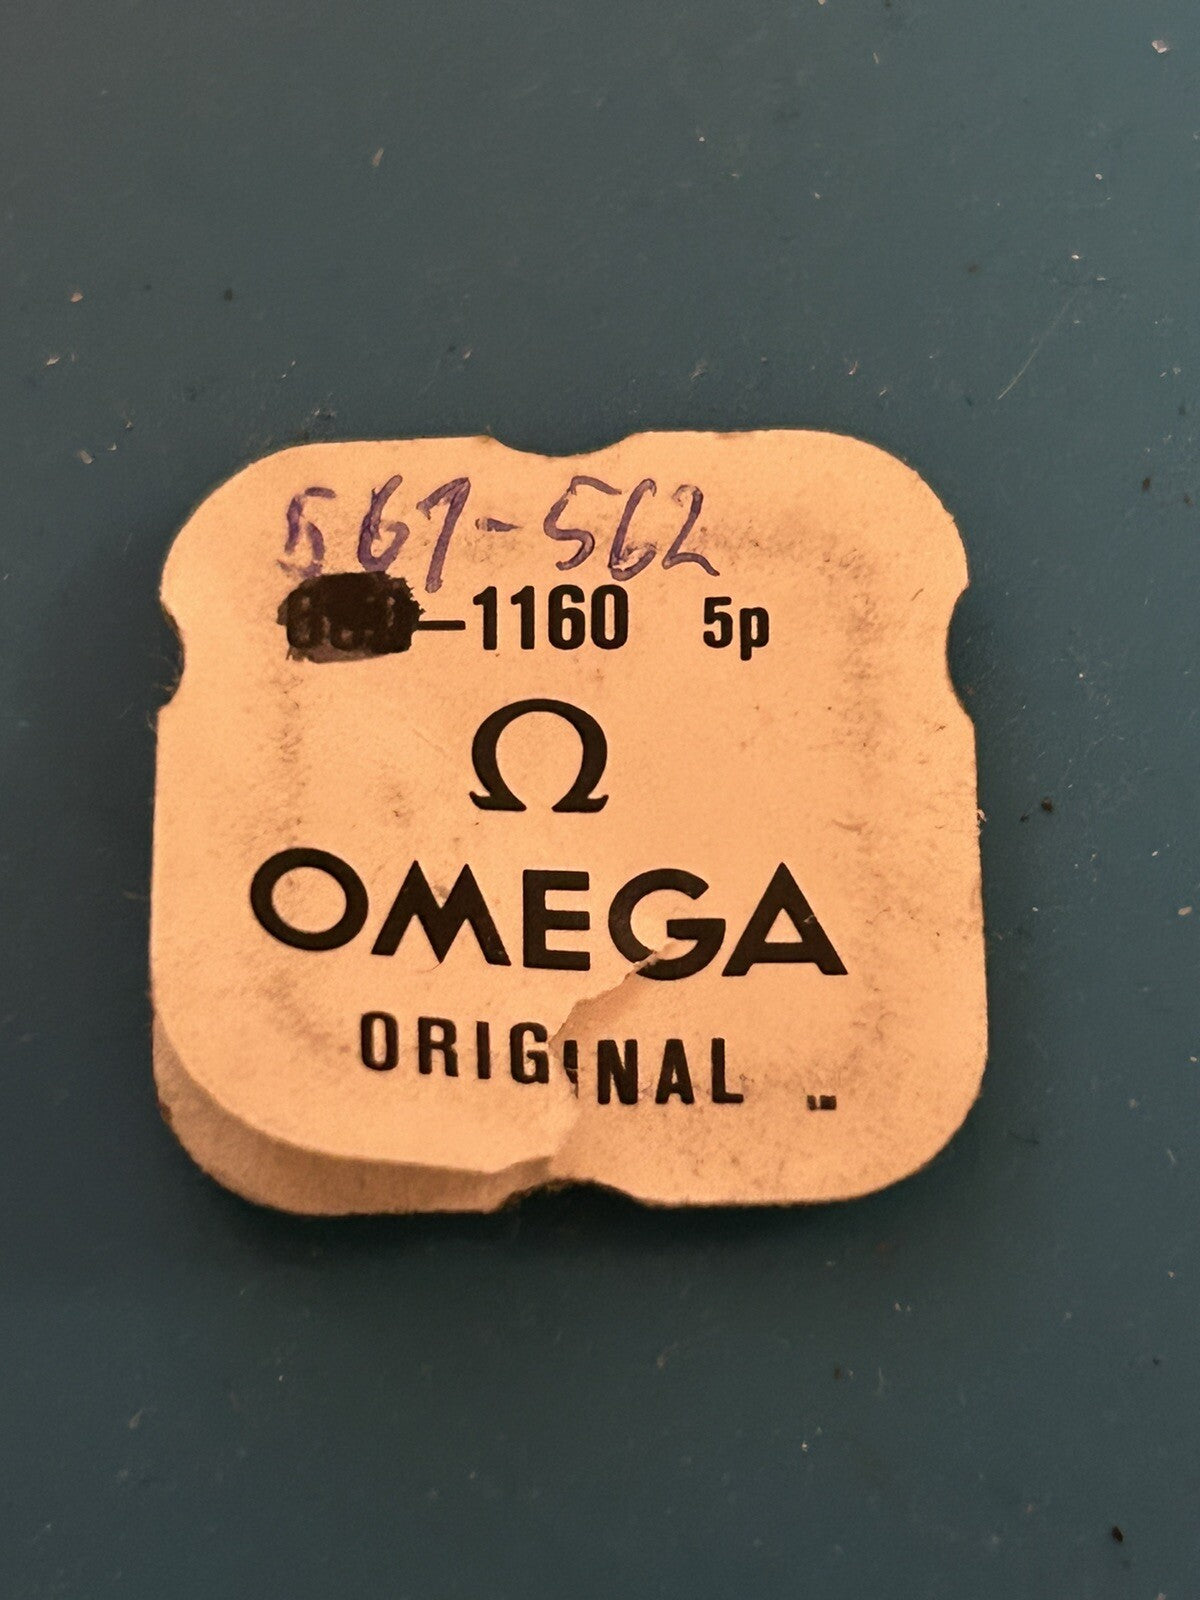 561-562
-1160 5p
Ω
OMEGA
ORIGINAL